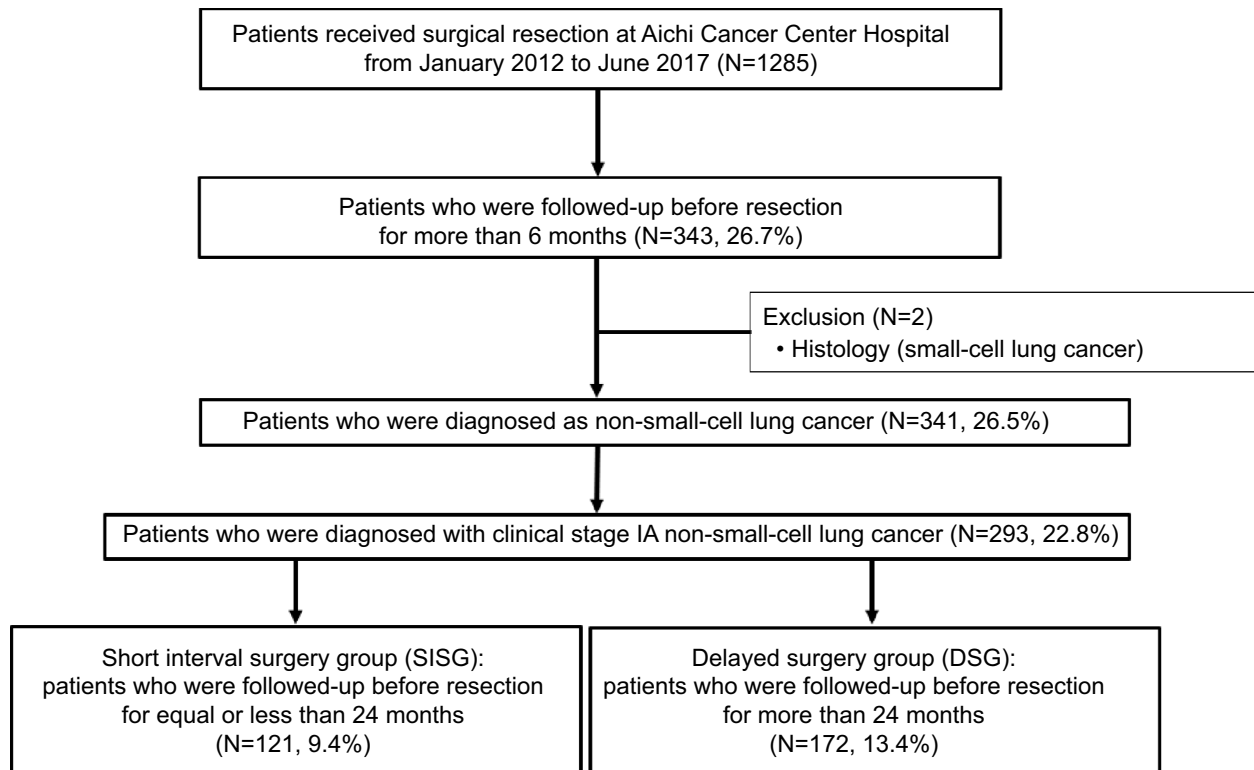 Patients received surgical resection at Aichi Cancer Center Hospital
from January 2012 to June 2017 (N=1285)
Patients who were followed-up before resection
for more than 6 months (N=343, 26.7%)
Exclusion (N=2)
• Histology (small-cell lung cancer)
Patients who were diagnosed as non-small-cell lung cancer (N=341, 26.5%)
Patients who were diagnosed with clinical stage IA non-small-cell lung cancer (N=293, 22.8%)
Short interval surgery group (SISG):
patients who were followed-up before resection
for equal or less than 24 months
(N=121, 9.4%)
Delayed surgery group (DSG):
patients who were followed-up before resection
for more than 24 months
(N=172, 13.4%)